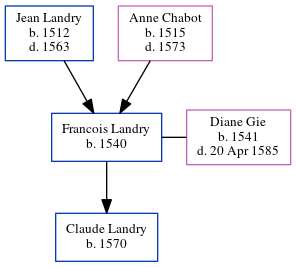 Jean Landry
b. 1512
d. 1563
Anne Chabot
b. 1515
d. 1573
Francois Landry
b. 1540
Diane Gie
b. 1541
d. 20 Apr 1585
Claude Landry
b. 1570